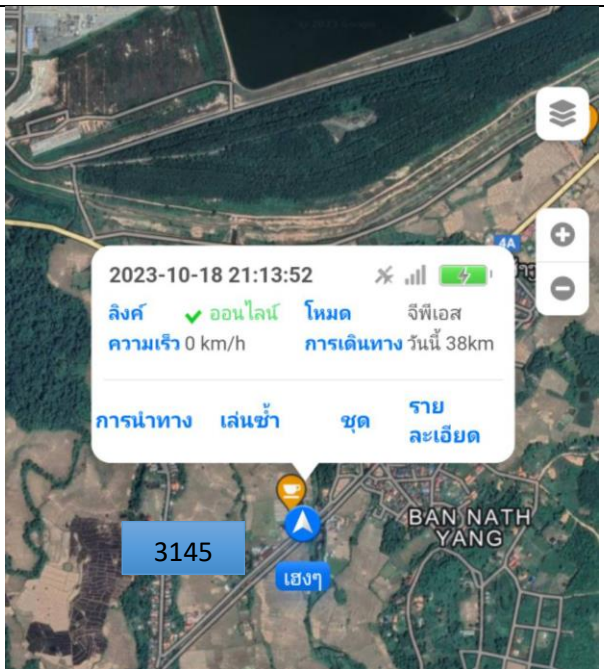 4A
2023-10-18 21:13:52
ลิงค์ ออนไลน์ โหมด จีพีเอส
ความเร็ว 0 km/h การเดินทาง วันนี้ 38km
การนำทาง เล่นซ้ำ ชุด ราย
ละเอียด
BAN NATH
YANG
3145
เฮงๆ